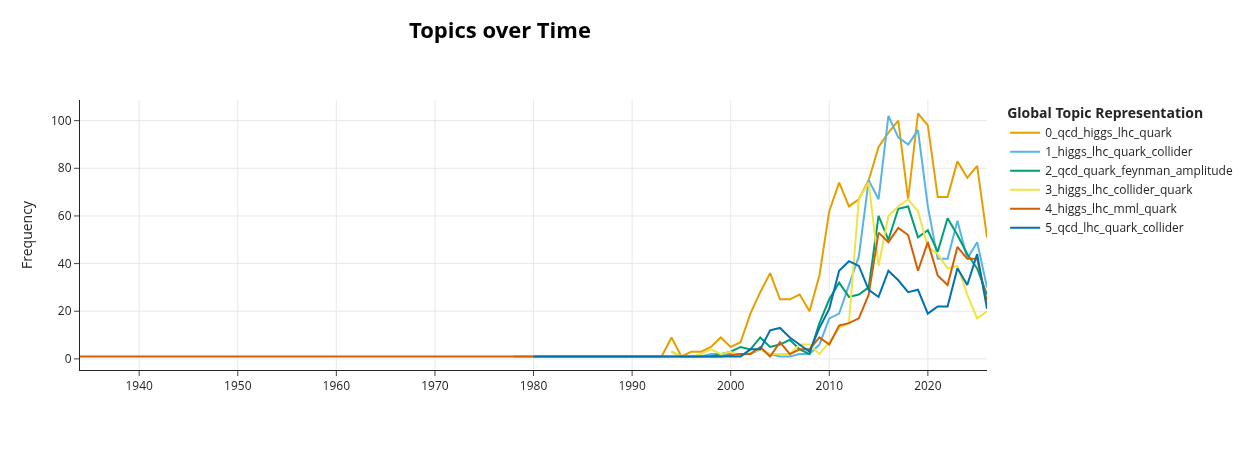 Topics over Time
Global Topic Representation
0_qcd_higgs_lhc_quark
1_higgs_lhc_quark_collider
2_qcd_quark_feynman_amplitude
3_higgs_lhc_collider_quark
4_higgs_lhc_mml_quark
5_qcd_lhc_quark_collider
Frequency
100
80
60
40
20
0
1940 1950 1960 1970 1980 1990 2000 2010 2020